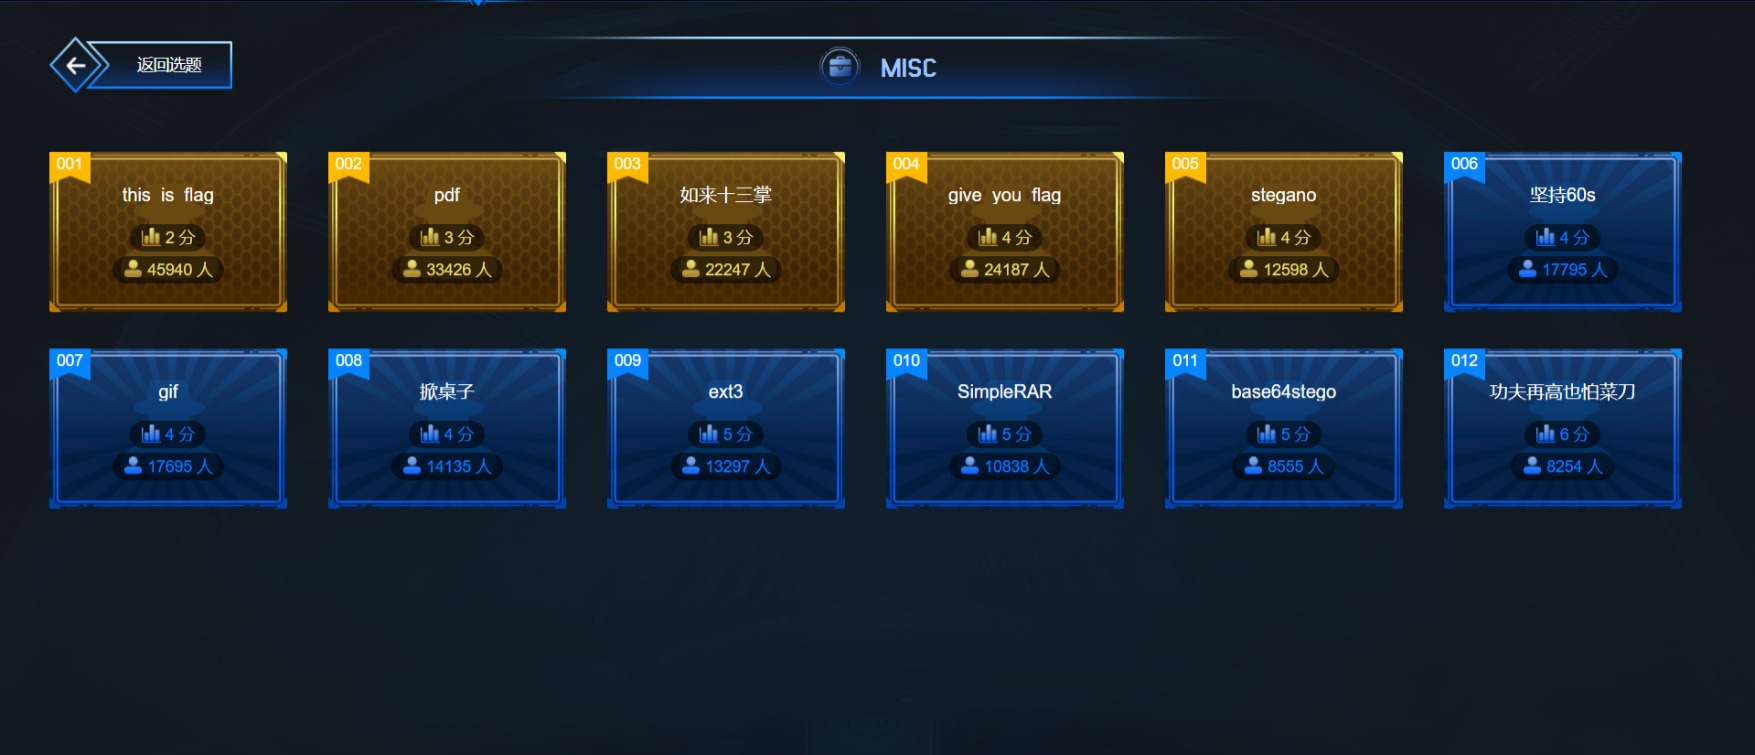 返回选题
MISC
001
this is flag
2 分
45940 人
002
pdf
3 分
33426 人
003
如来十三掌
3 分
22247 人
004
give you flag
4 分
24187 人
005
stegano
4 分
12598 人
006
坚持60s
4 分
17795 人
007
gif
4 分
17695 人
008
掀桌子
4 分
14135 人
009
ext3
5 分
13297 人
010
SimpleRAR
5 分
10838 人
011
base64stego
5 分
8555 人
012
功夫再高也怕菜刀
6 分
8254 人